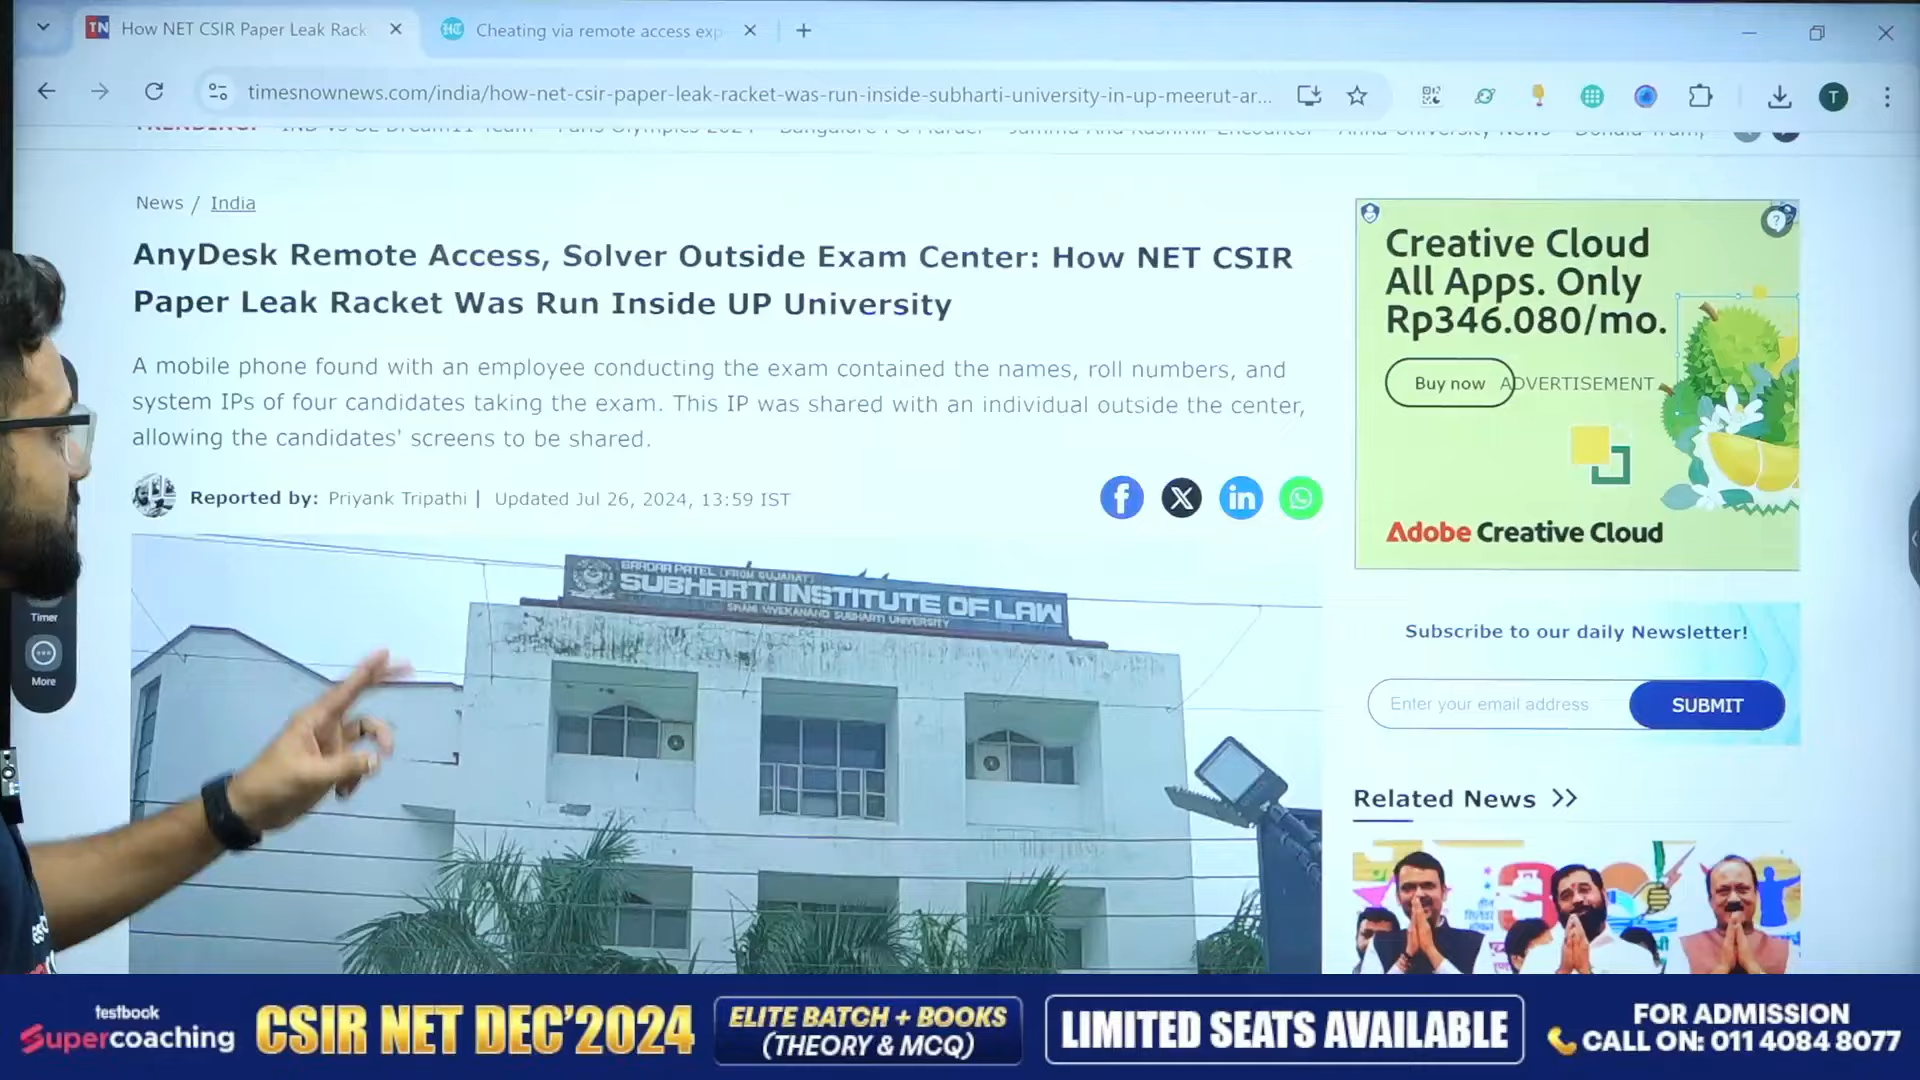 How NET CSIR Paper Leak Rack
Cheating via remote access exp
timesnownews.com/india/how-net-csir-paper-leak-racket-was-run-inside-subharti-university-in-up-meerut-ar...
T
News / India
AnyDesk Remote Access, Solver Outside Exam Center: How NET CSIR
Paper Leak Racket Was Run Inside UP University
A mobile phone found with an employee conducting the exam contained the names, roll numbers, and
system IPs of four candidates taking the exam. This IP was shared with an individual outside the center,
allowing the candidates' screens to be shared.
Reported by: Priyank Tripathi | Updated Jul 26, 2024, 13:59 IST
SARDAR PATEL (FROM GUJARAT)
SUBHARTI INSTITUTE OF LAW
SWAMI VIVEKANAND SUBHARTI UNIVERSITY
Creative Cloud
All Apps. Only
Rp346.080/mo.
Buy now
ADVERTISEMENT
Adobe Creative Cloud
Subscribe to our daily Newsletter!
Enter your email address
SUBMIT
Related News >>
Timer
More
testbook
Supercoaching
CSIR NET DEC'2024
ELITE BATCH + BOOKS
(THEORY & MCQ)
LIMITED SEATS AVAILABLE
FOR ADMISSION
CALL ON: 011 4084 8077